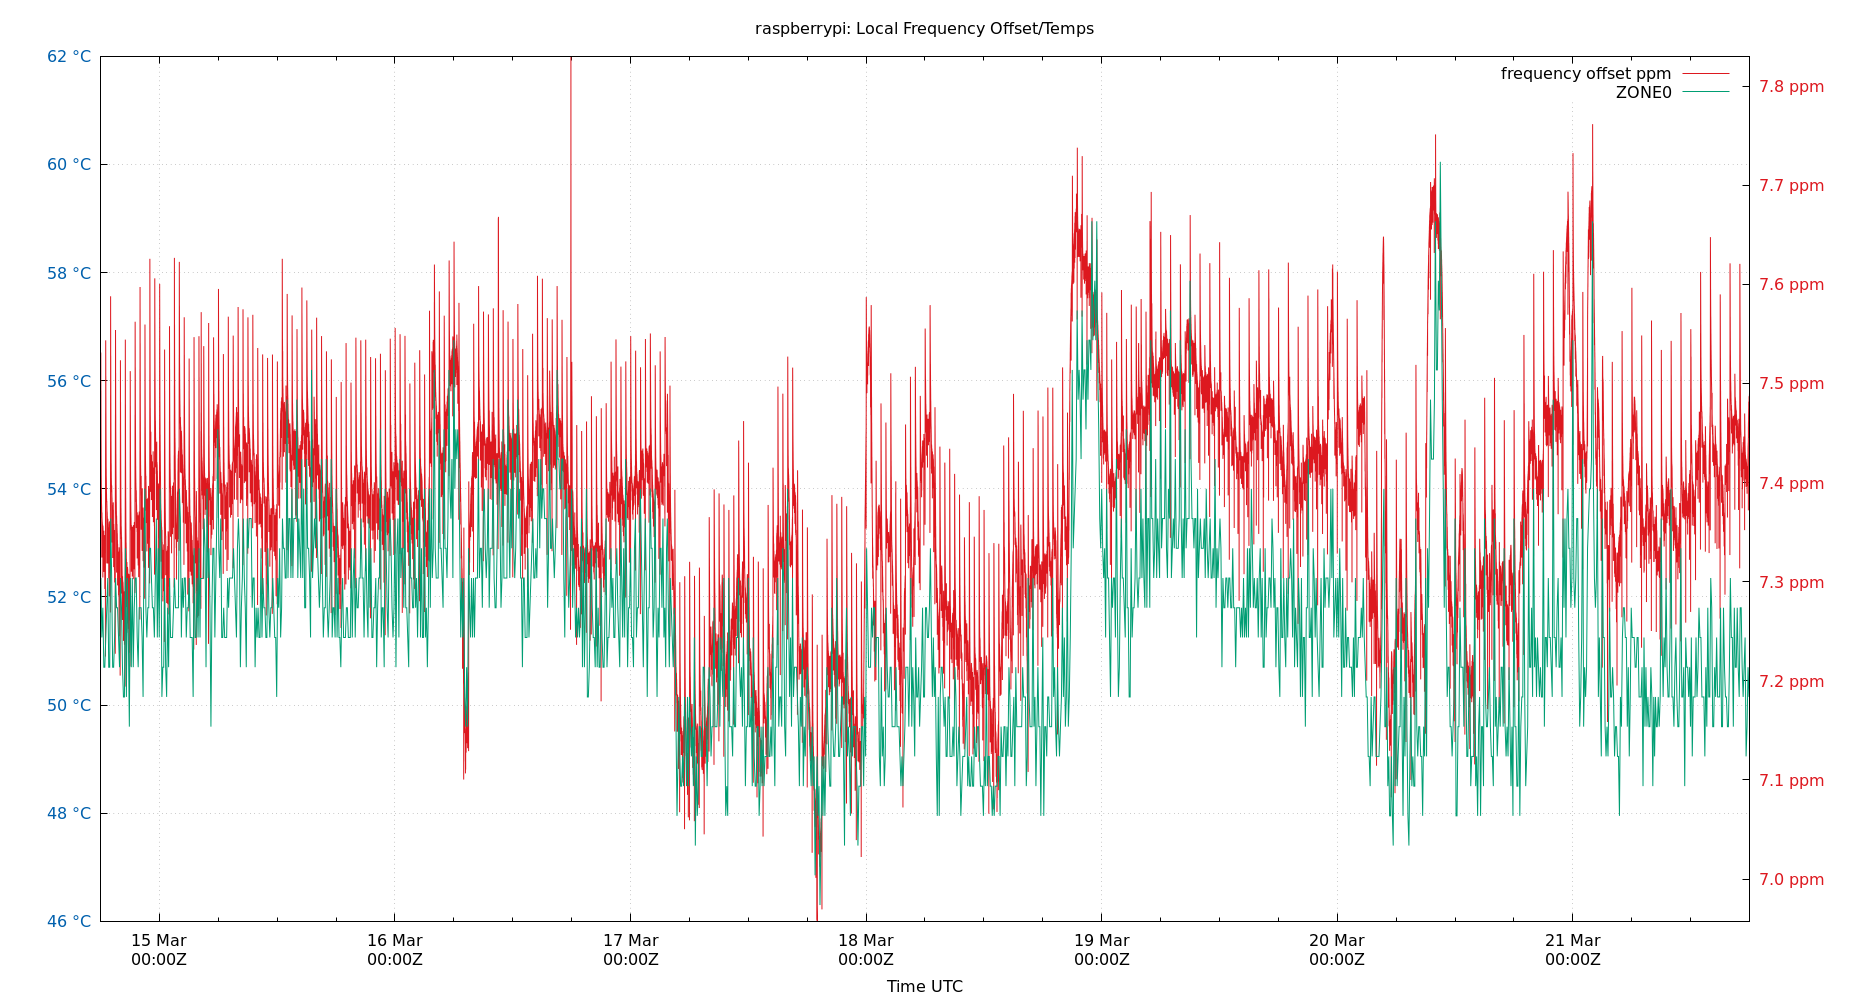 raspberrypi: Local Frequency Offset/Temps
62 °C
60 °C
58 °C
56 °C
54 °C
52 °C
50 °C
48 °C
46 °C
frequency offset ppm
ZONE0
7.8 ppm
7.7 ppm
7.6 ppm
7.5 ppm
7.4 ppm
7.3 ppm
7.2 ppm
7.1 ppm
7.0 ppm
15 Mar
00:00Z
16 Mar
00:00Z
17 Mar
00:00Z
18 Mar
00:00Z
19 Mar
00:00Z
20 Mar
00:00Z
21 Mar
00:00Z
Time UTC